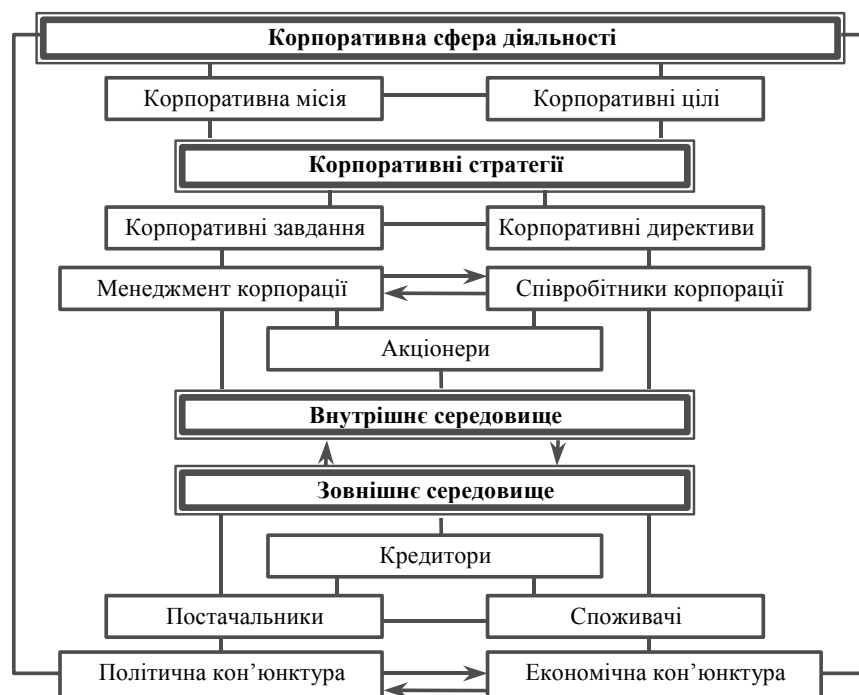 Корпоративна сфера діяльності
Корпоративна місія
Корпоративні цілі
Корпоративні стратегії
Корпоративні завдання
Корпоративні директиви
Менеджмент корпорації
Співробітники корпорації
Акціонери
Внутрішнє середовище
Зовнішнє середовище
Кредитори
Постачальники
Споживачі
Політична кон’юнктура
Економічна кон’юнктура